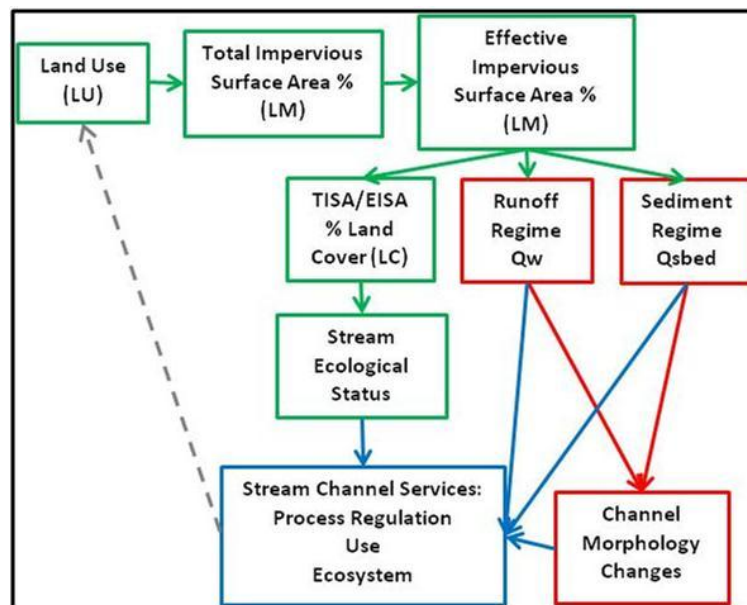 Land Use
(LU)
Total Impervious
Surface Area %
(LM)
Effective
Impervious
Surface Area %
(LM)
TISA/EISA
% Land
Cover (LC)
Runoff
Regime
Qw
Sediment
Regime
Qsbed
Stream
Ecological
Status
Stream Channel Services:
Process Regulation
Use
Ecosystem
Channel
Morphology
Changes